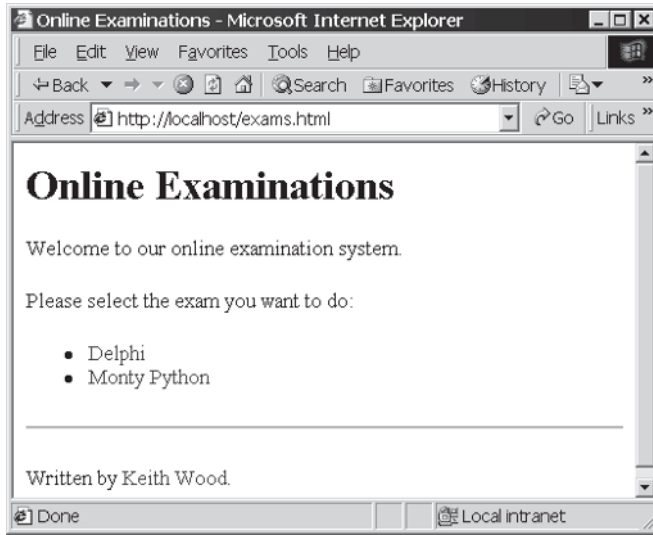 Online Examinations - Microsoft Internet Explorer
File Edit View Favorites Tools Help
Back Search Favorites History »
Address http://localhost/exams.html Go Links »
Online Examinations
Welcome to our online examination system.
Please select the exam you want to do:
• Delphi
• Monty Python
Written by Keith Wood.
Done Local intranet